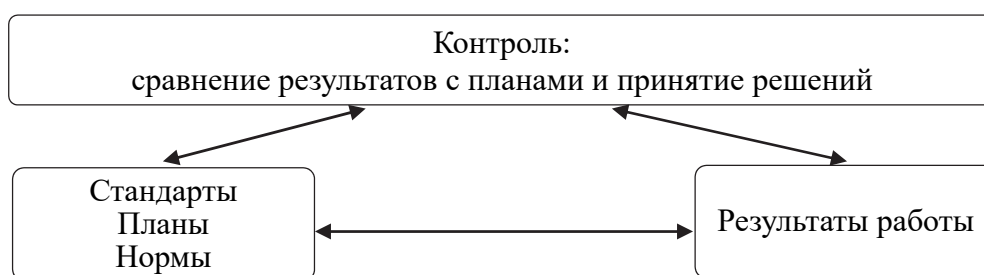 Контроль:
сравнение результатов с планами и принятие решений
Стандарты
Планы
Нормы
Результаты работы